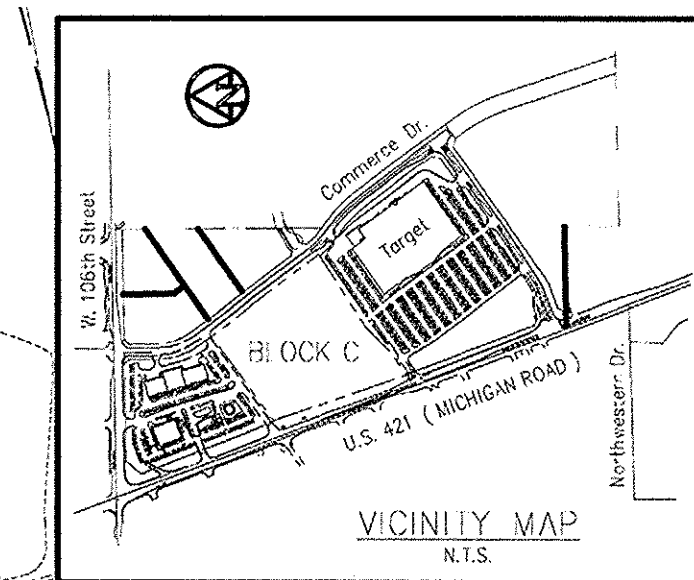 N
Commerce Dr.
W. 106th Street
Target
BLOCK C
U.S. 421 ( MICHIGAN ROAD )
Northwestern Dr.
VICINITY MAP
N.T.S.